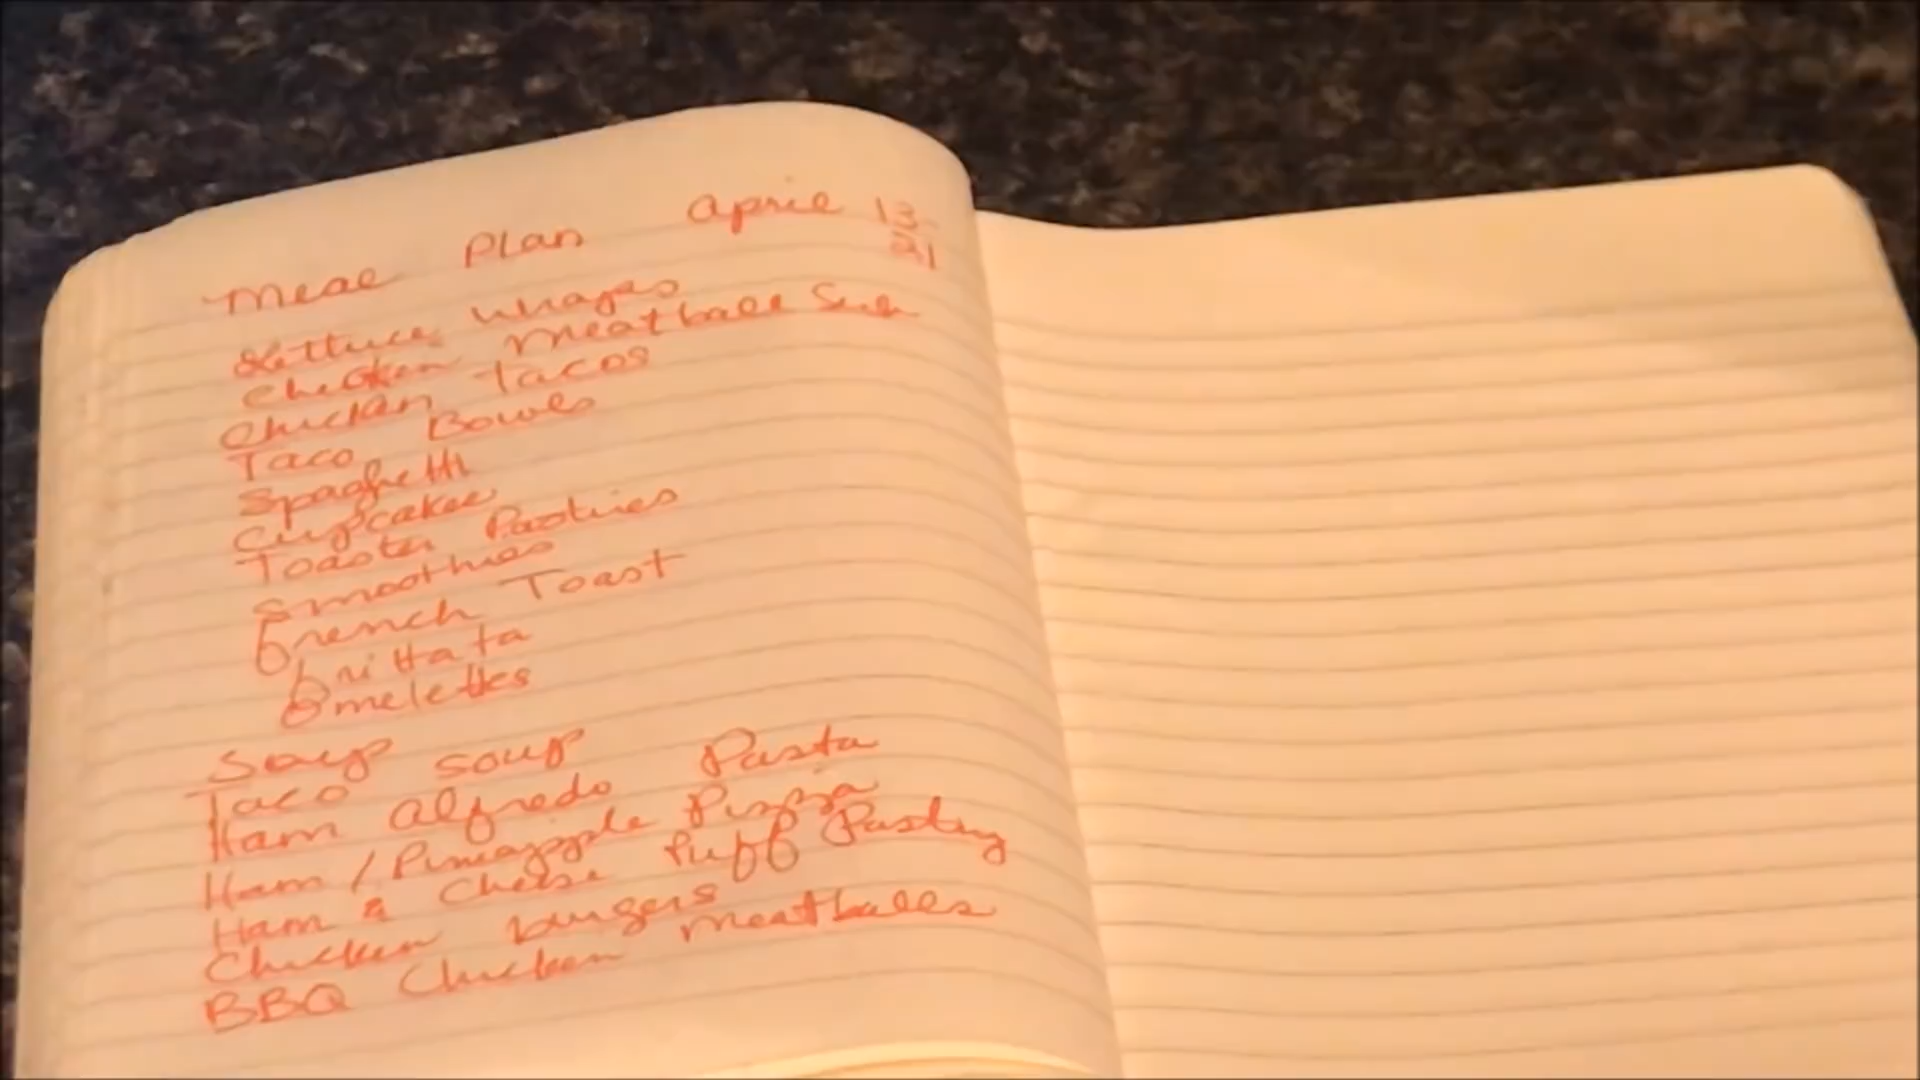 Meal Plan April 13-
21
Lettuce Wraps
Chicken Meatball Sub
Chicken Tacos
Taco Bowls
Spaghetti
Cupcakes
Toaster Pastries
Smoothies
French Toast
Frittata
Omelettes
Soup
Taco Soup
Ham Alfredo Pasta
Ham / Pineapple Pizza
Ham & Cheese Puff Pastry
Chicken burgers
BBQ Chicken Meatballs